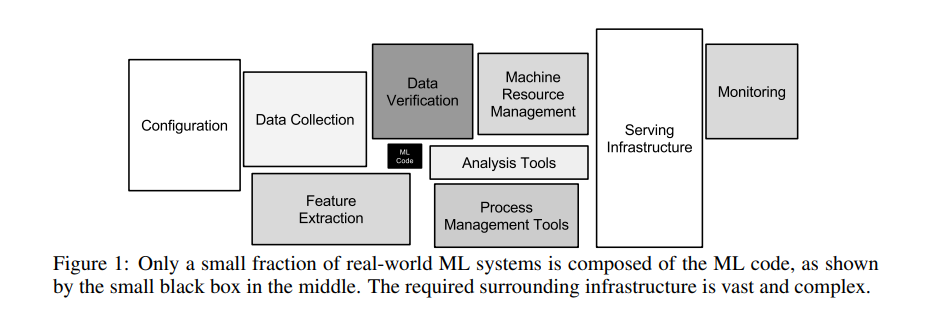 Configuration
Data Collection
Data
Verification
Machine
Resource
Management
Monitoring
Serving
Infrastructure
ML
Code
Analysis Tools
Feature
Extraction
Process
Management Tools
Figure 1: Only a small fraction of real-world ML systems is composed of the ML code, as shown
by the small black box in the middle. The required surrounding infrastructure is vast and complex.